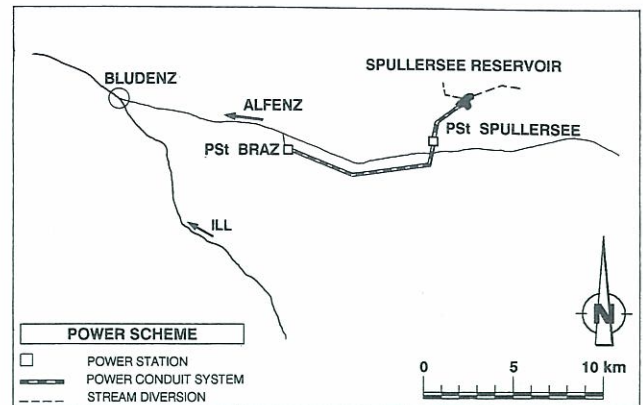 BLUDENZ
SPULLERSEE RESERVOIR
ALFENZ
PSt SPULLERSEE
PSt BRAZ
ILL
N
POWER SCHEME
POWER STATION
POWER CONDUIT SYSTEM
STREAM DIVERSION
0 5 10 km